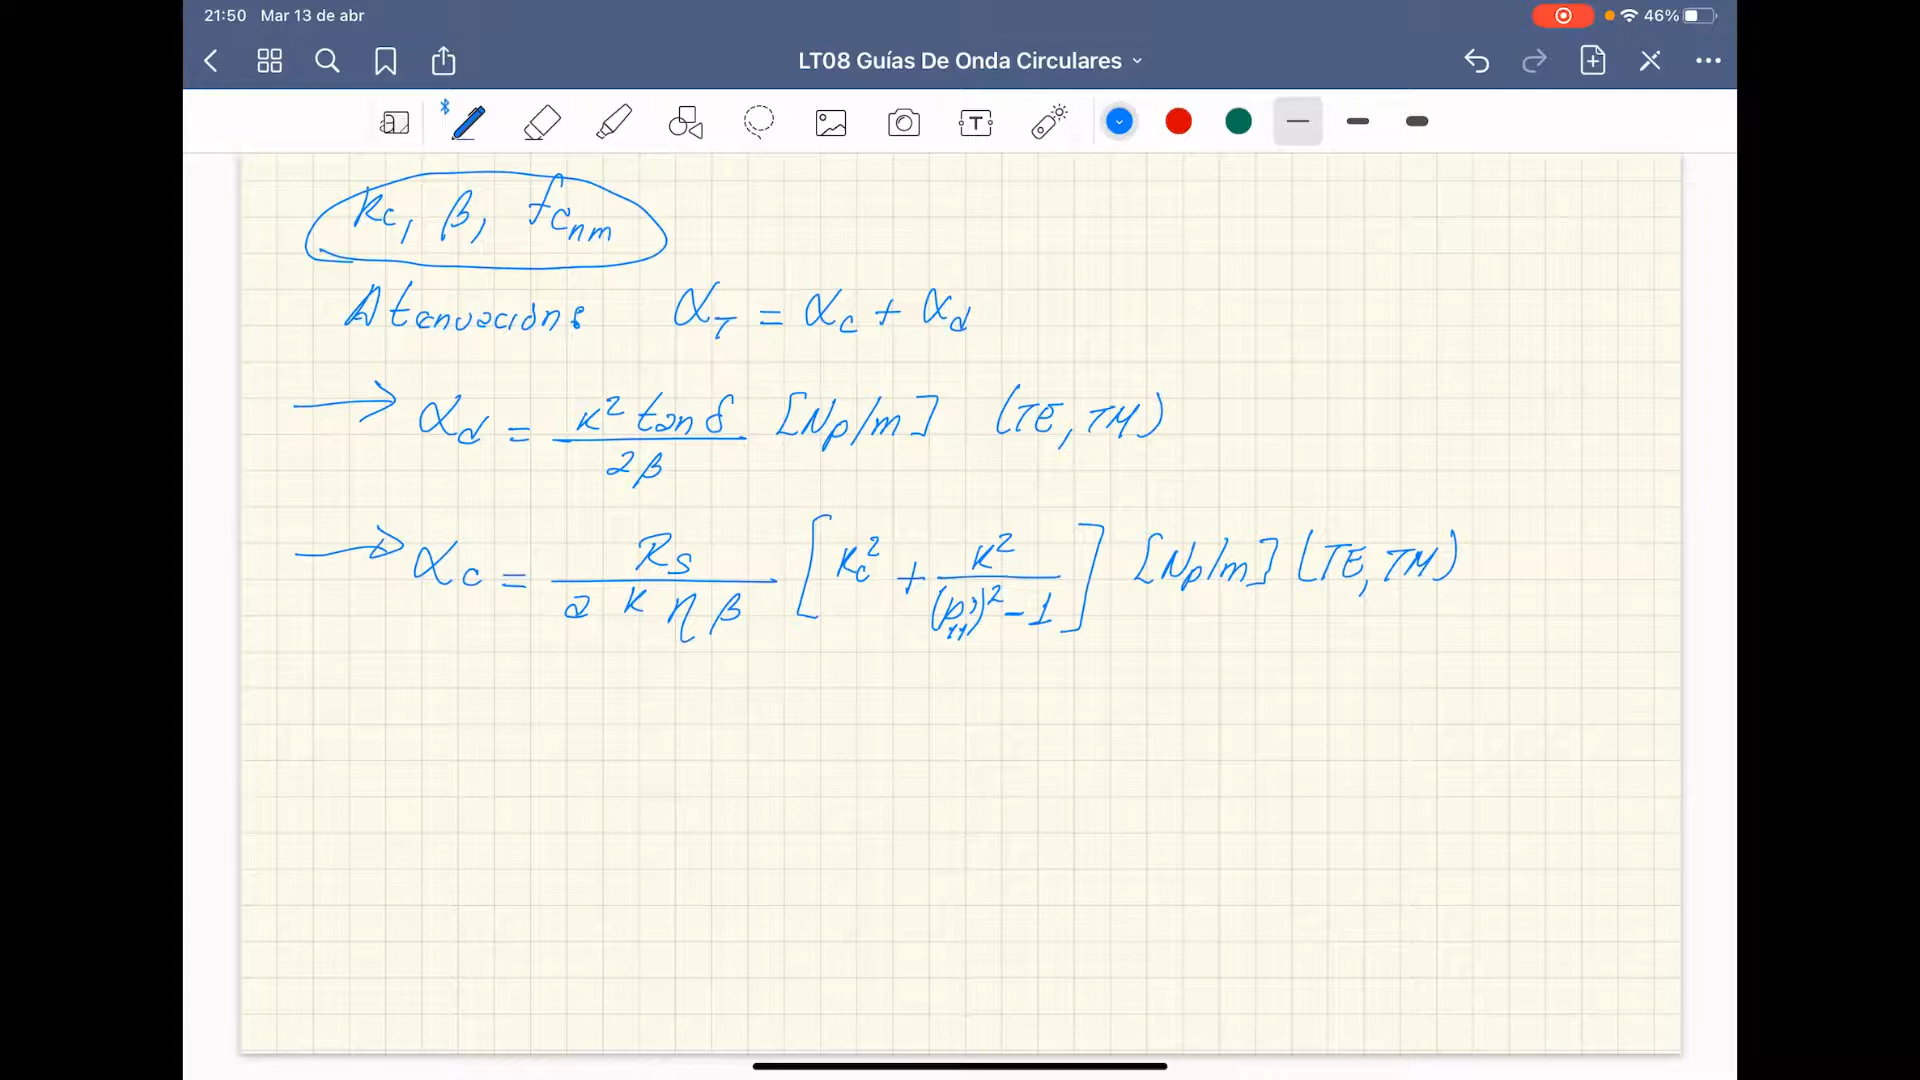 21:50 Mar 13 de abr 46%
LT08 Guías De Onda Circulares
kc, β, fcnm
Atenuación: αT = αc + αd
→ αd = k² tan δ / 2β [Np/m] (TE, TM)
→ αc = Rs / a k η β [kc² + k² / (p'11)² - 1] [Np/m] (TE, TM)